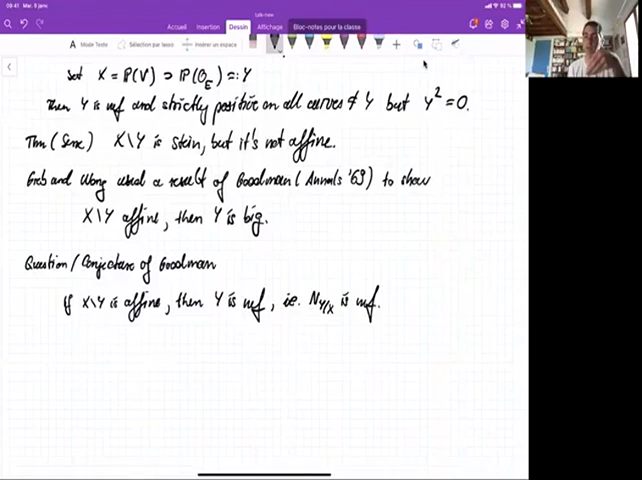 09:41 Mar. 9 janv.
92 %
Accueil Insertion Dessin Affichage Bloc-notes pour la classe
Mode Texte Sélection par lasso Insérer un espace
Set X = P(V) ⊃ P(O_E) =: Y
Then Y is nef and strictly positive on all curves ≠ Y but Y² = 0.
Thm (Serre) X\Y is Stein, but it's not affine.
Greb and Wong used a result of Goodman (Annals '69) to show
X\Y affine, then Y is big.
Question / Conjecture of Goodman
If X\Y is affine, then Y is nef, i.e. N_{Y/X} is nef.